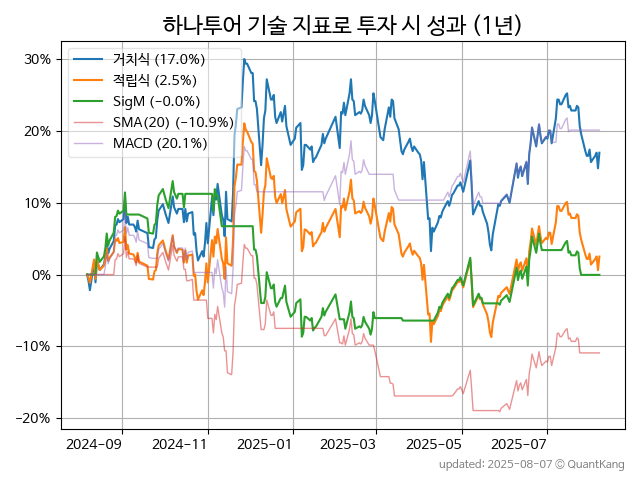 하나투어 기술 지표로 투자 시 성과 (1년)
거치식 (17.0%)
적립식 (2.5%)
SigM (−0.0%)
SMA(20) (−10.9%)
MACD (20.1%)
30%
20%
10%
0%
−10%
−20%
2024-09
2024-11
2025-01
2025-03
2025-05
2025-07
updated: 2025-08-07 © QuantKang